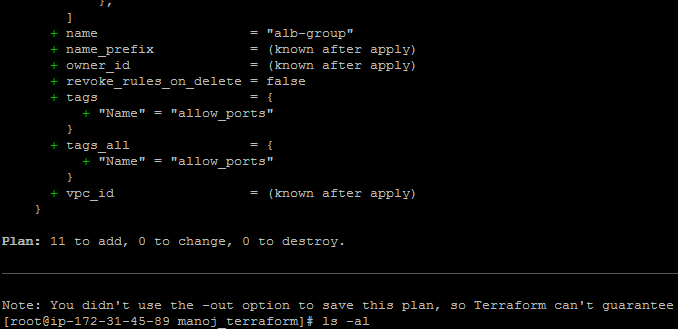 },
]
+ name = "alb-group"
+ name_prefix = (known after apply)
+ owner_id = (known after apply)
+ revoke_rules_on_delete = false
+ tags = {
+ "Name" = "allow_ports"
}
+ tags_all = {
+ "Name" = "allow_ports"
}
+ vpc_id = (known after apply)
}
Plan: 11 to add, 0 to change, 0 to destroy.
Note: You didn't use the -out option to save this plan, so Terraform can't guarantee
[root@ip-172-31-45-89 manoj_terraform]# ls -al